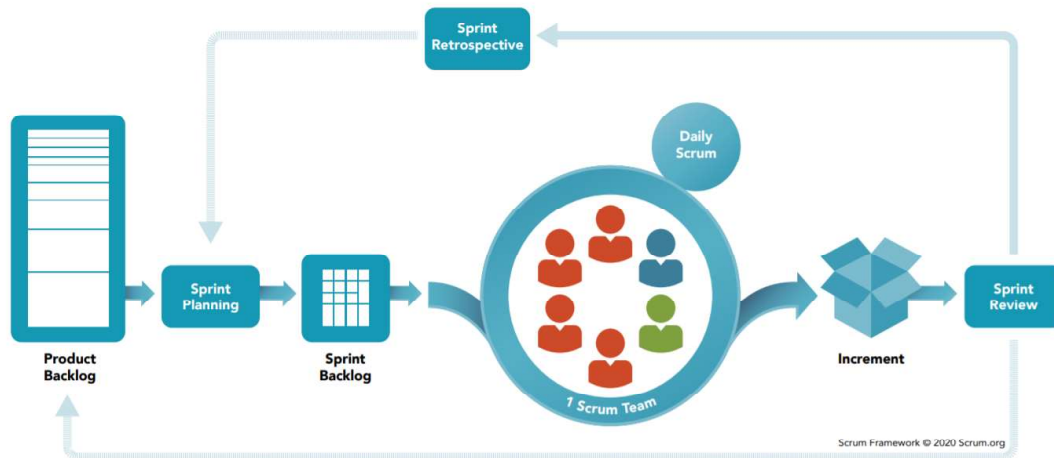 Sprint
Retrospective
Daily
Scrum
Sprint
Planning
Sprint
Review
Product
Backlog
Sprint
Backlog
1 Scrum Team
Increment
Scrum Framework © 2020 Scrum.org